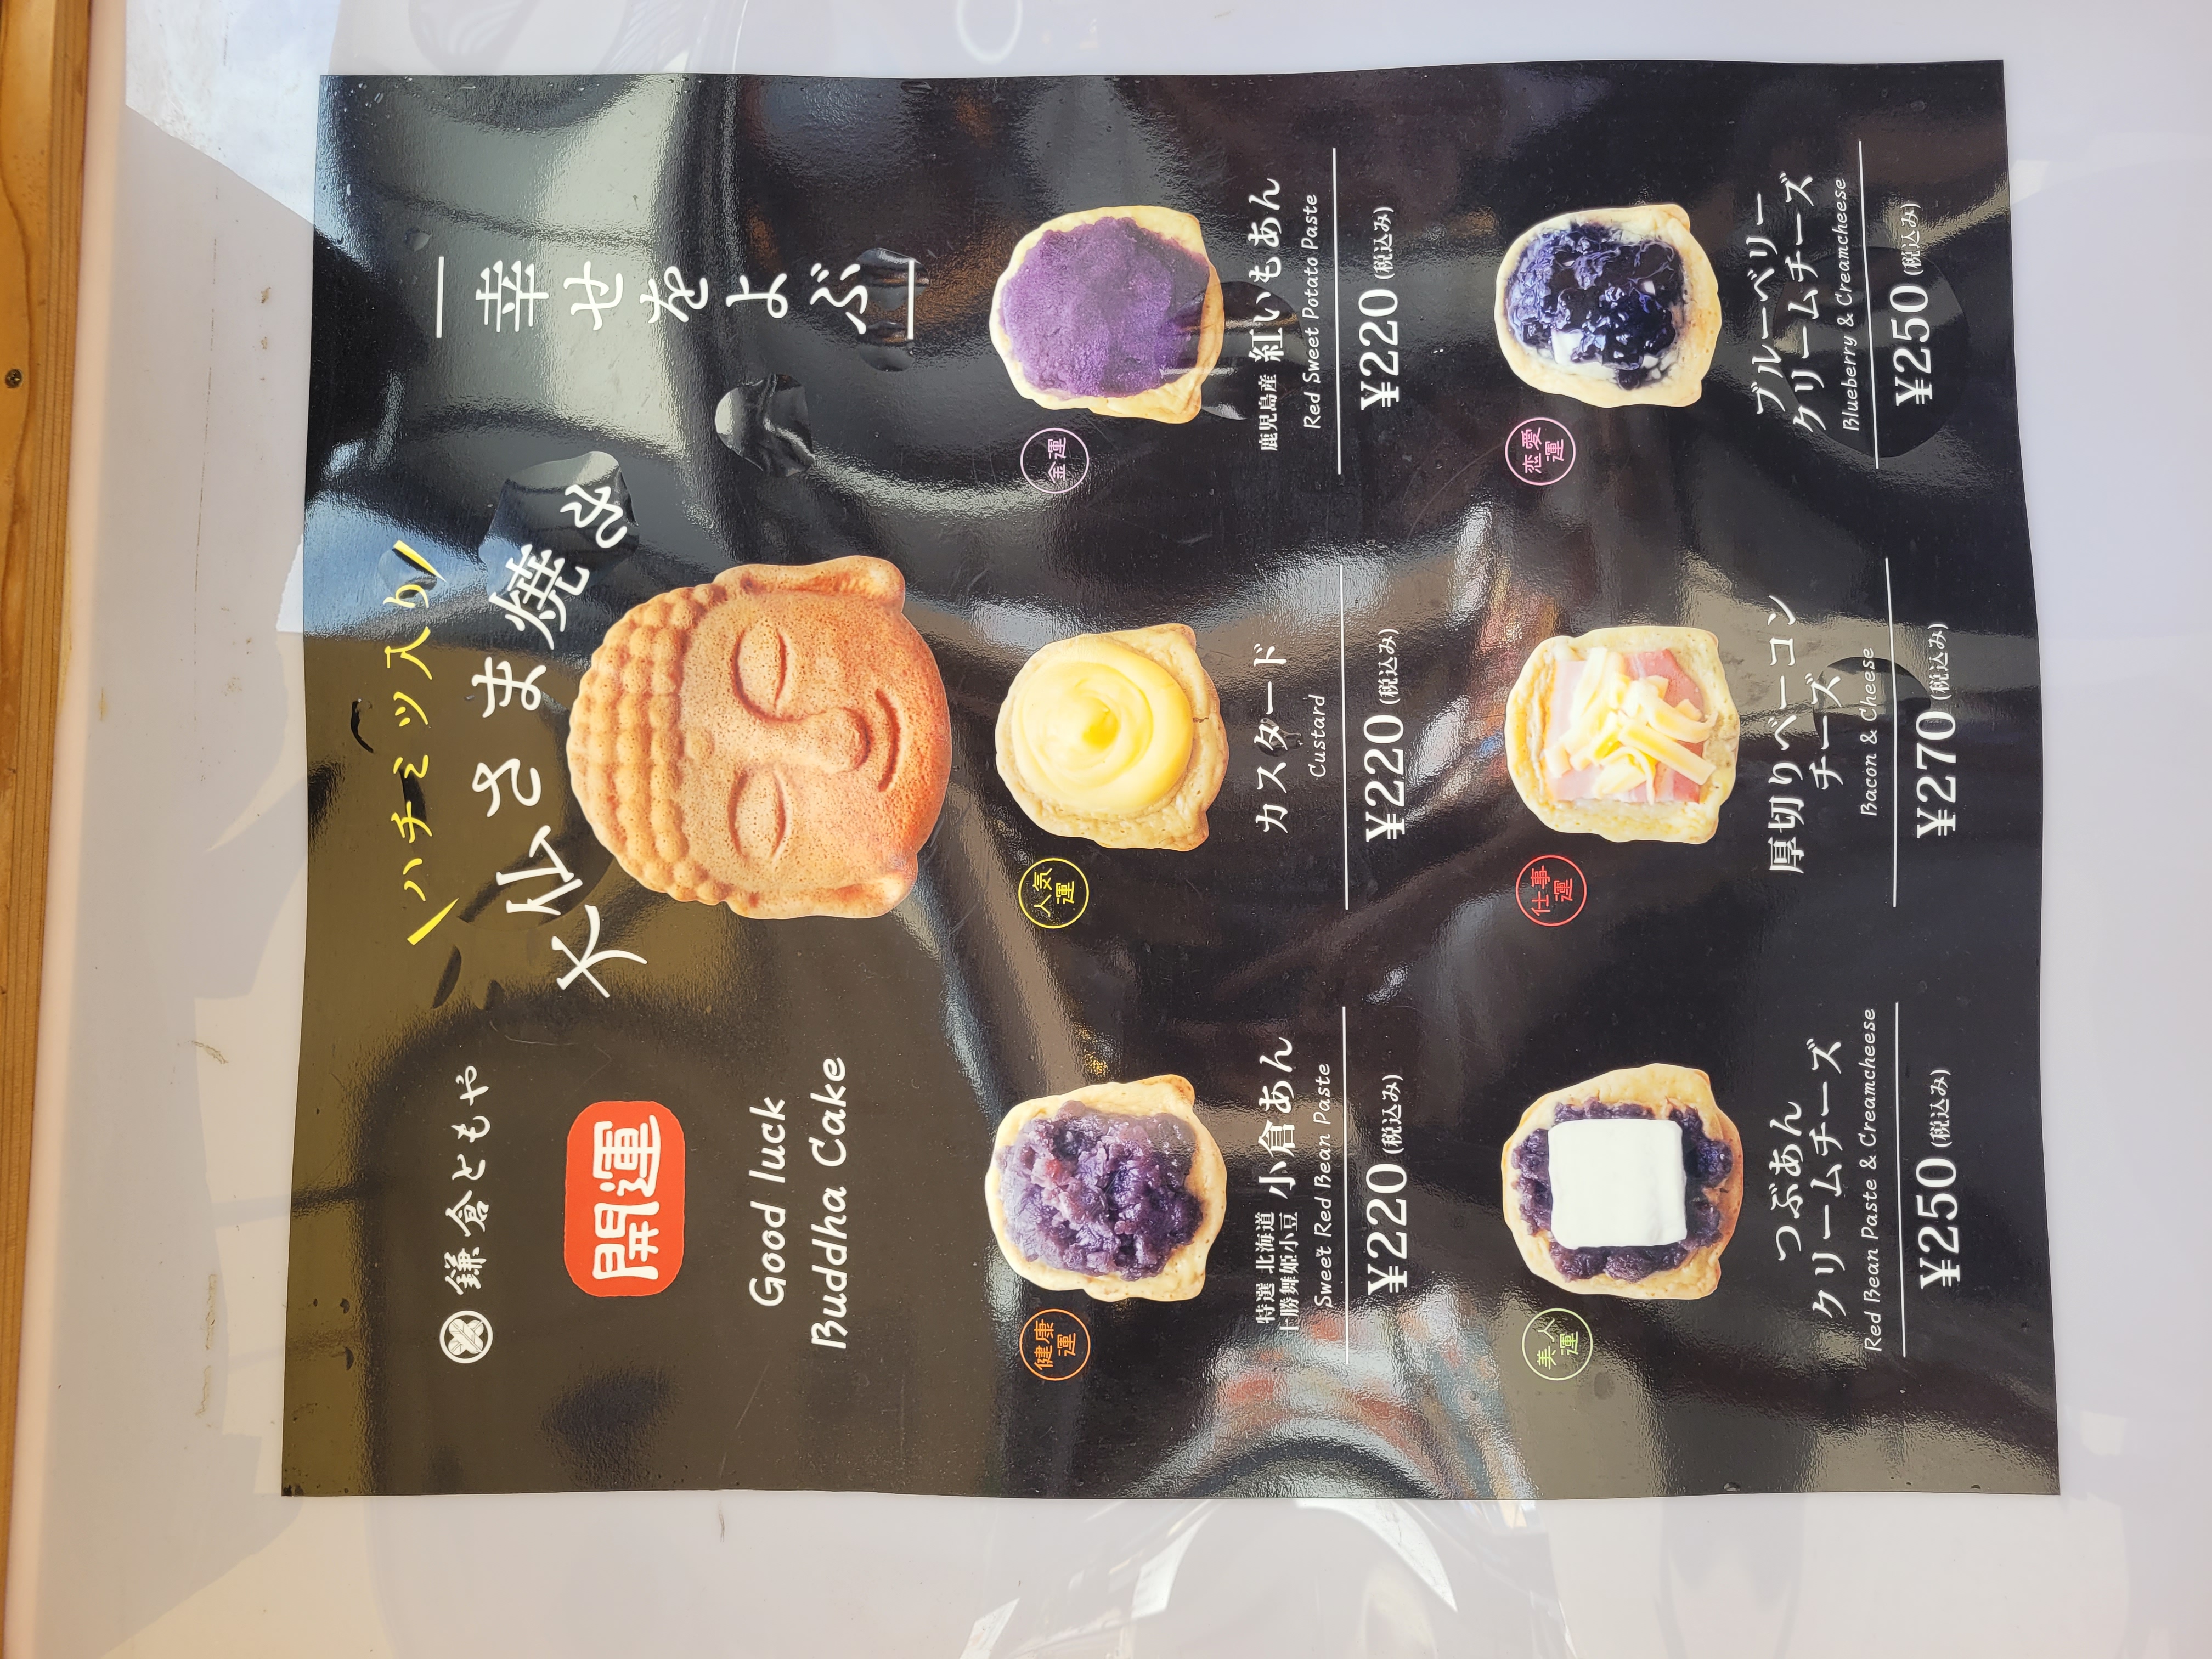 鎌倉ともや
開運
Good luck
Buddha Cake
ハチミツ入り
大仏さま焼き
幸せをよぶ
健康
運
特選 北海道
十勝舞姫小豆
小倉あん
Sweet Red Bean Paste
¥220 (税込み)
人気
運
カスタード
Custard
¥220 (税込み)
金運
鹿児島産 紅いもあん
Red Sweet Potato Paste
¥220 (税込み)
美人
運
つぶあん
クリームチーズ
Red Bean Paste & Creamcheese
¥250 (税込み)
仕事
運
厚切りベーコン
チーズ
Bacon & Cheese
¥270 (税込み)
恋愛
運
ブルーベリー
クリームチーズ
Blueberry & Creamcheese
¥250 (税込み)